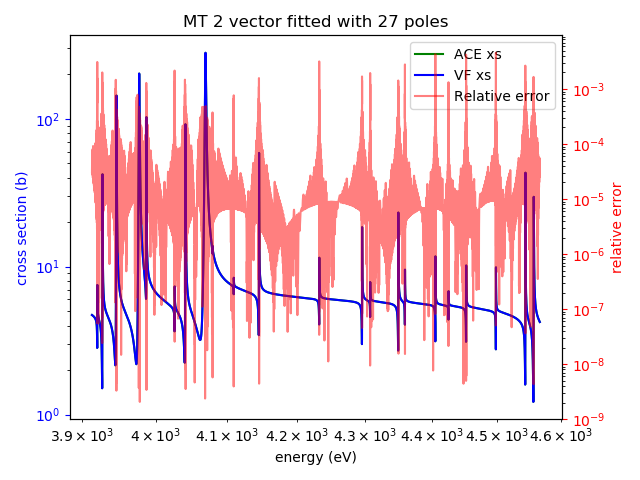 MT 2 vector fitted with 27 poles
ACE xs
VF xs
Relative error
cross section (b)
10²
10¹
10⁰
relative error
10⁻³
10⁻⁴
10⁻⁵
10⁻⁶
10⁻⁷
10⁻⁸
10⁻⁹
3.9 × 10³ 4 × 10³ 4.1 × 10³ 4.2 × 10³ 4.3 × 10³ 4.4 × 10³ 4.5 × 10³ 4.6 × 10³
energy (eV)